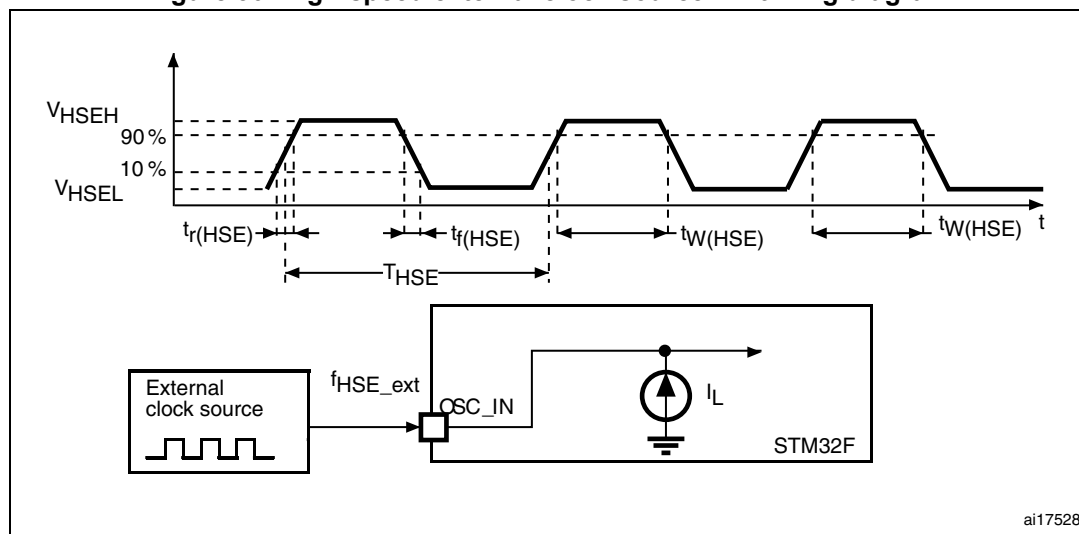 VHSEH
90 %
10 %
VHSEL
tr(HSE)
tf(HSE)
tW(HSE)
tW(HSE)
t
THSE
External
clock source
fHSE_ext
OSC_IN
IL
STM32F
ai17528